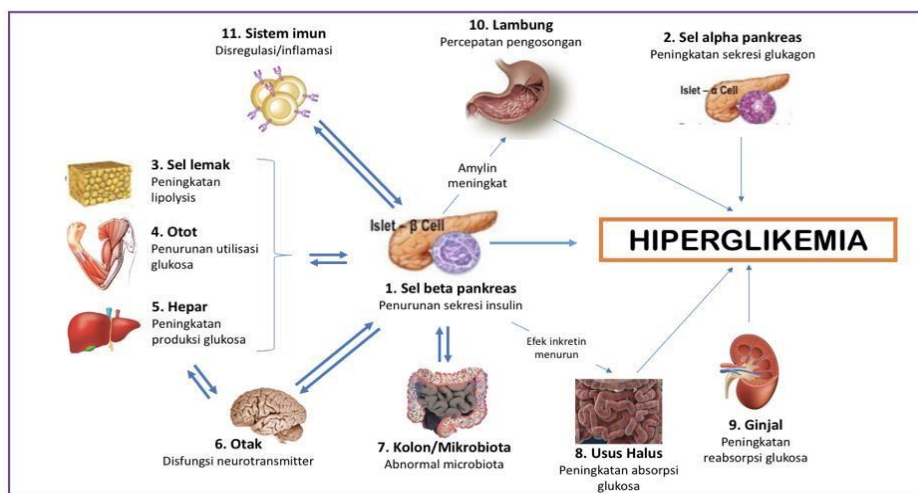 11. Sistem imun
Disregulasi/inflamasi
10. Lambung
Percepatan pengosongan
2. Sel alpha pankreas
Peningkatan sekresi glukagon
Islet – α Cell
3. Sel lemak
Peningkatan
lipolysis
Amylin
meningkat
4. Otot
Penurunan utilisasi
glukosa
Islet – β Cell
HIPERGLIKEMIA
1. Sel beta pankreas
Penurunan sekresi insulin
5. Hepar
Peningkatan
produksi glukosa
Efek inkretin
menurun
6. Otak
Disfungsi neurotransmitter
7. Kolon/Mikrobiota
Abnormal microbiota
8. Usus Halus
Peningkatan absorpsi
glukosa
9. Ginjal
Peningkatan
reabsorpsi glukosa